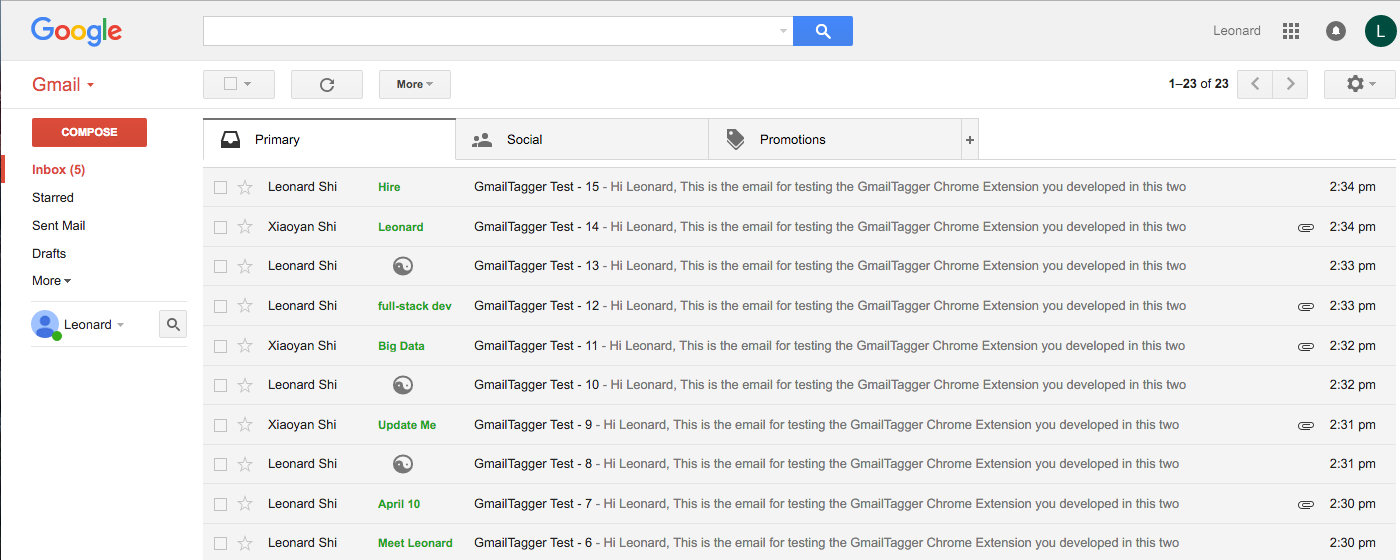 Google
Leonard
L
Gmail
More
1–23 of 23
COMPOSE
Inbox (5)
Starred
Sent Mail
Drafts
More
Leonard
Primary
Social
Promotions
+
Leonard Shi Hire GmailTagger Test - 15 - Hi Leonard, This is the email for testing the GmailTagger Chrome Extension you developed in this two 2:34 pm
Xiaoyan Shi Leonard GmailTagger Test - 14 - Hi Leonard, This is the email for testing the GmailTagger Chrome Extension you developed in this two 2:34 pm
Leonard Shi GmailTagger Test - 13 - Hi Leonard, This is the email for testing the GmailTagger Chrome Extension you developed in this two 2:33 pm
Leonard Shi full-stack dev GmailTagger Test - 12 - Hi Leonard, This is the email for testing the GmailTagger Chrome Extension you developed in this two 2:33 pm
Xiaoyan Shi Big Data GmailTagger Test - 11 - Hi Leonard, This is the email for testing the GmailTagger Chrome Extension you developed in this two 2:32 pm
Leonard Shi GmailTagger Test - 10 - Hi Leonard, This is the email for testing the GmailTagger Chrome Extension you developed in this two 2:32 pm
Xiaoyan Shi Update Me GmailTagger Test - 9 - Hi Leonard, This is the email for testing the GmailTagger Chrome Extension you developed in this two 2:31 pm
Leonard Shi GmailTagger Test - 8 - Hi Leonard, This is the email for testing the GmailTagger Chrome Extension you developed in this two 2:31 pm
Leonard Shi April 10 GmailTagger Test - 7 - Hi Leonard, This is the email for testing the GmailTagger Chrome Extension you developed in this two 2:30 pm
Leonard Shi Meet Leonard GmailTagger Test - 6 - Hi Leonard, This is the email for testing the GmailTagger Chrome Extension you developed in this two 2:30 pm